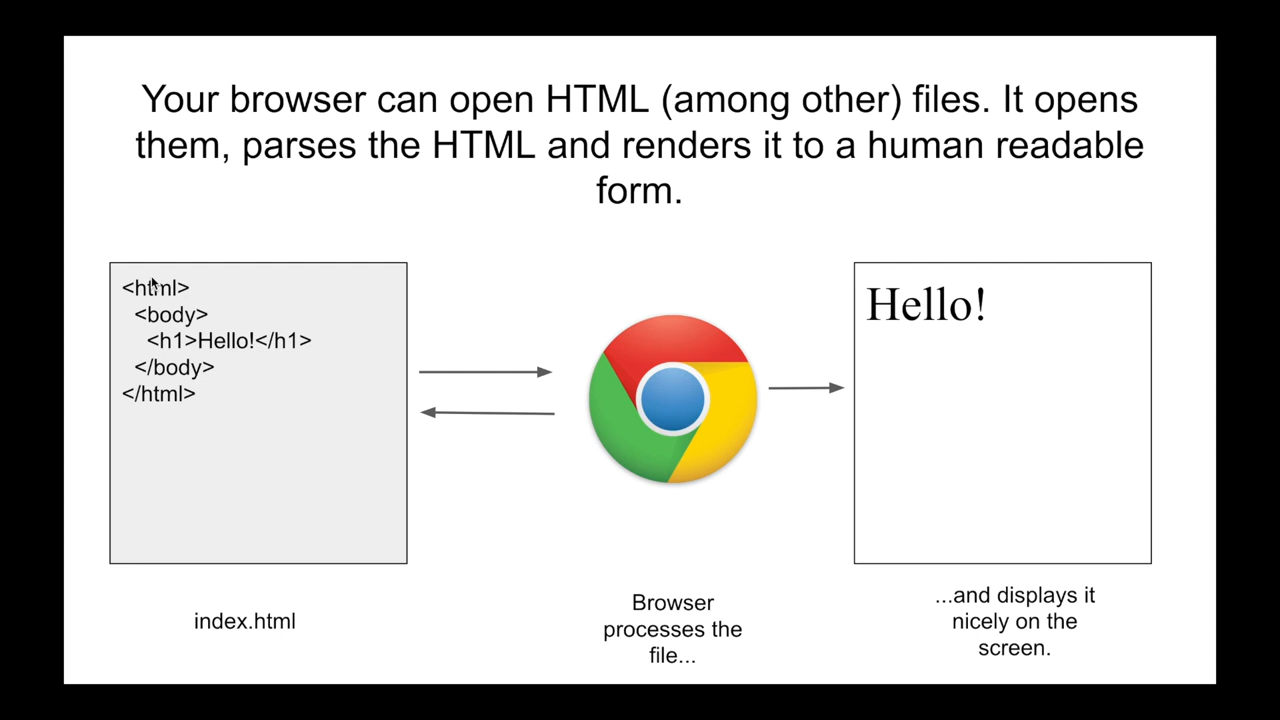 Your browser can open HTML (among other) files. It opens
them, parses the HTML and renders it to a human readable
form.
<html>
<body>
<h1>Hello!</h1>
</body>
</html>
Hello!
index.html
Browser
processes the
file...
...and displays it
nicely on the
screen.